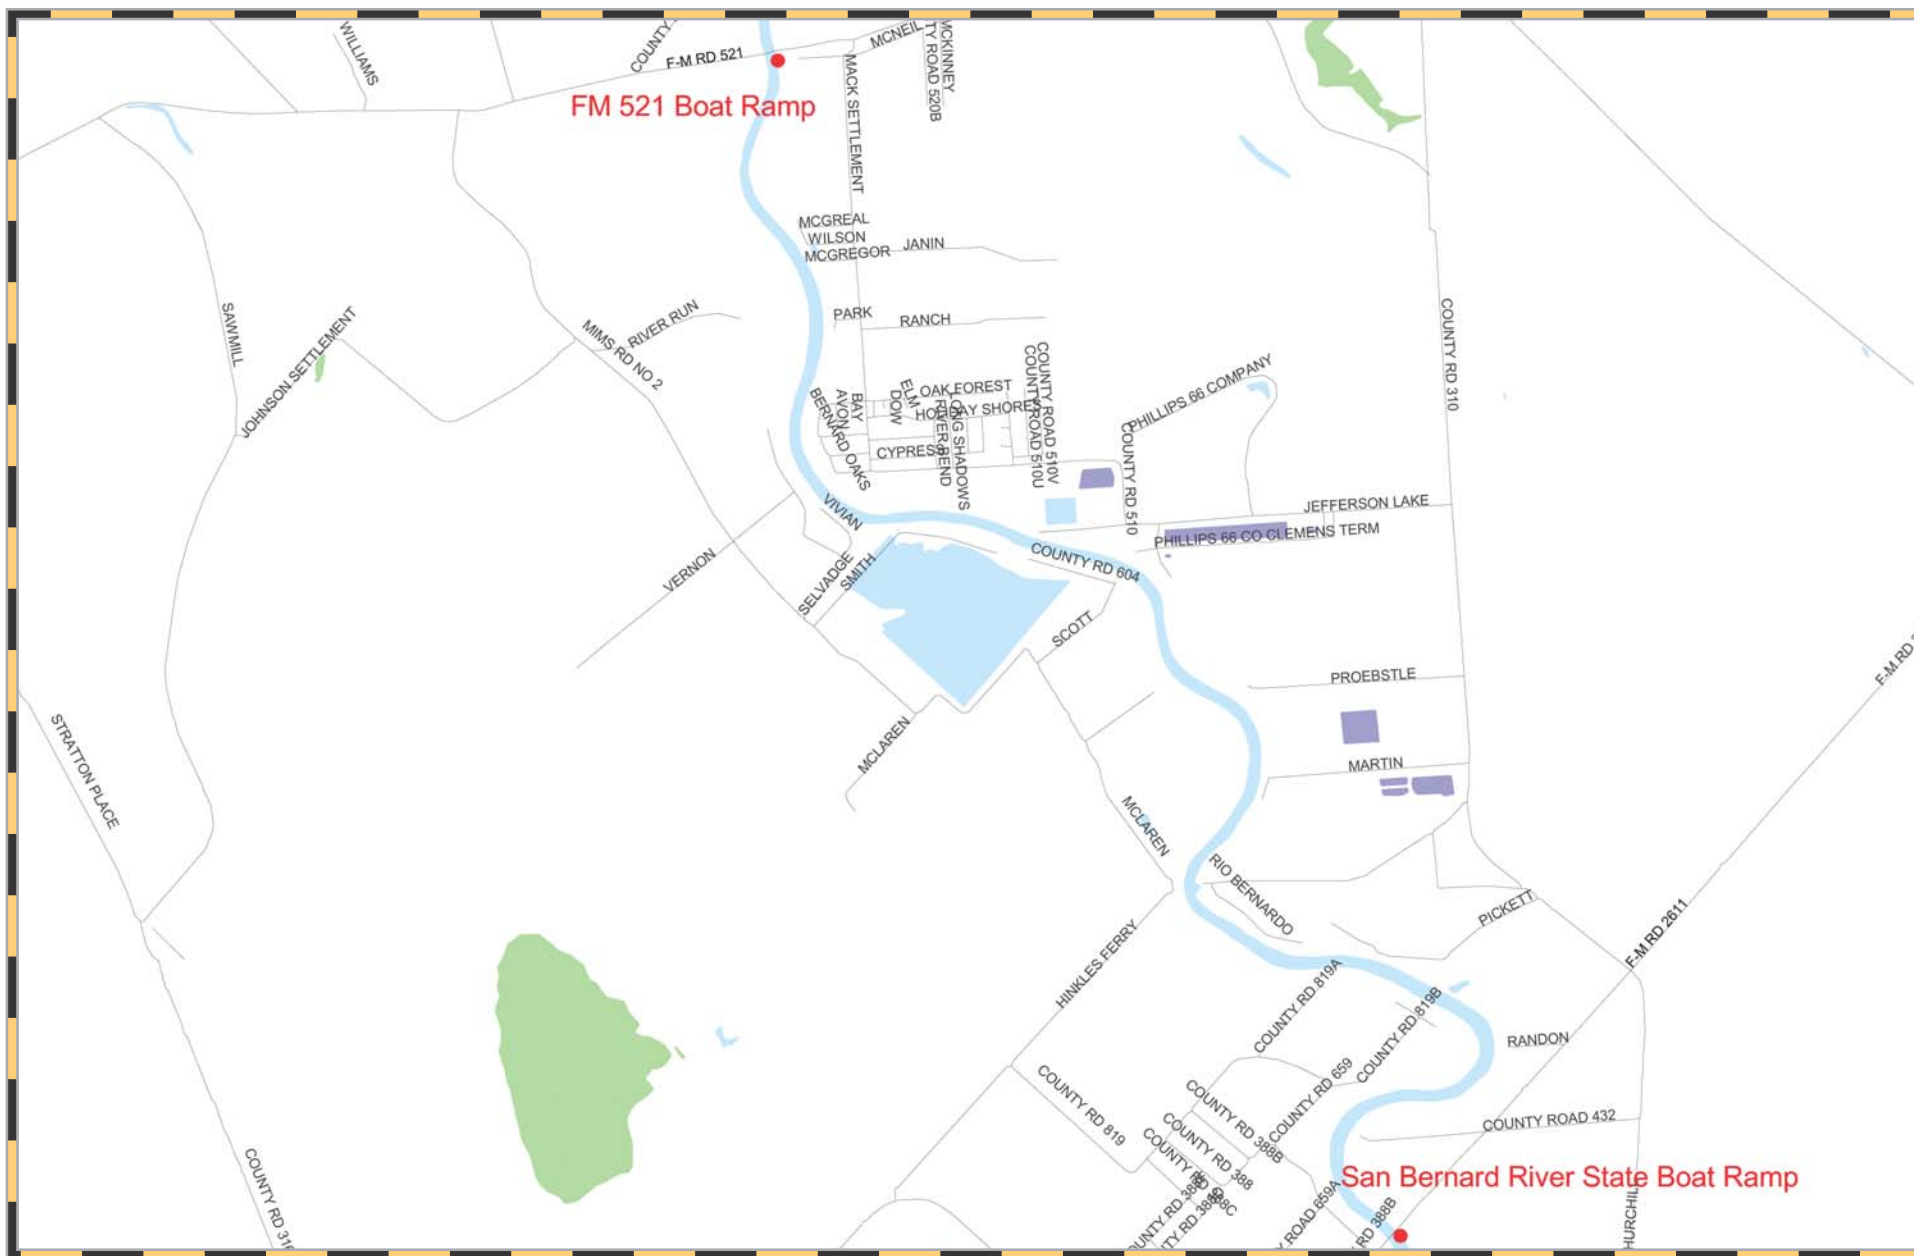 WILLIAMS
COUNTY
F-M RD 521
MCNEIL
MCKINNEY
TY ROAD 520B
FM 521 Boat Ramp
MACK SETTLEMENT
MCGREAL
WILSON
MCGREGOR
JANIN
SAWMILL
JOHNSON SETTLEMENT
MIMS RD NO 2
RIVER RUN
PARK
RANCH
COUNTY RD 310
BERNARD OAKS
AVON
BAY
DOW
ELM
OAK FOREST
HOLIDAY SHORES
CYPRESS
RIVER BEND
LONG SHADOWS
COUNTY ROAD 510U
COUNTY ROAD 510V
PHILLIPS 66 COMPANY
COUNTY RD 510
VIVIAN
JEFFERSON LAKE
PHILLIPS 66 CO CLEMENS TERM
VERNON
SELVADGE
SMITH
COUNTY RD 604
SCOTT
PROEBSTLE
F-M RD
STRATTON PLACE
MCLAREN
MARTIN
MCLAREN
RIO BERNARDO
PICKETT
F-M RD 2611
HINKLES FERRY
COUNTY RD 819A
COUNTY RD 819B
RANDON
COUNTY RD 819
COUNTY RD 659
COUNTY RD 388B
COUNTY RD 388
COUNTY ROAD 432
COUNTY RD 316
San Bernard River State Boat Ramp
Y ROAD 659A
RD 388B
HURCHILL